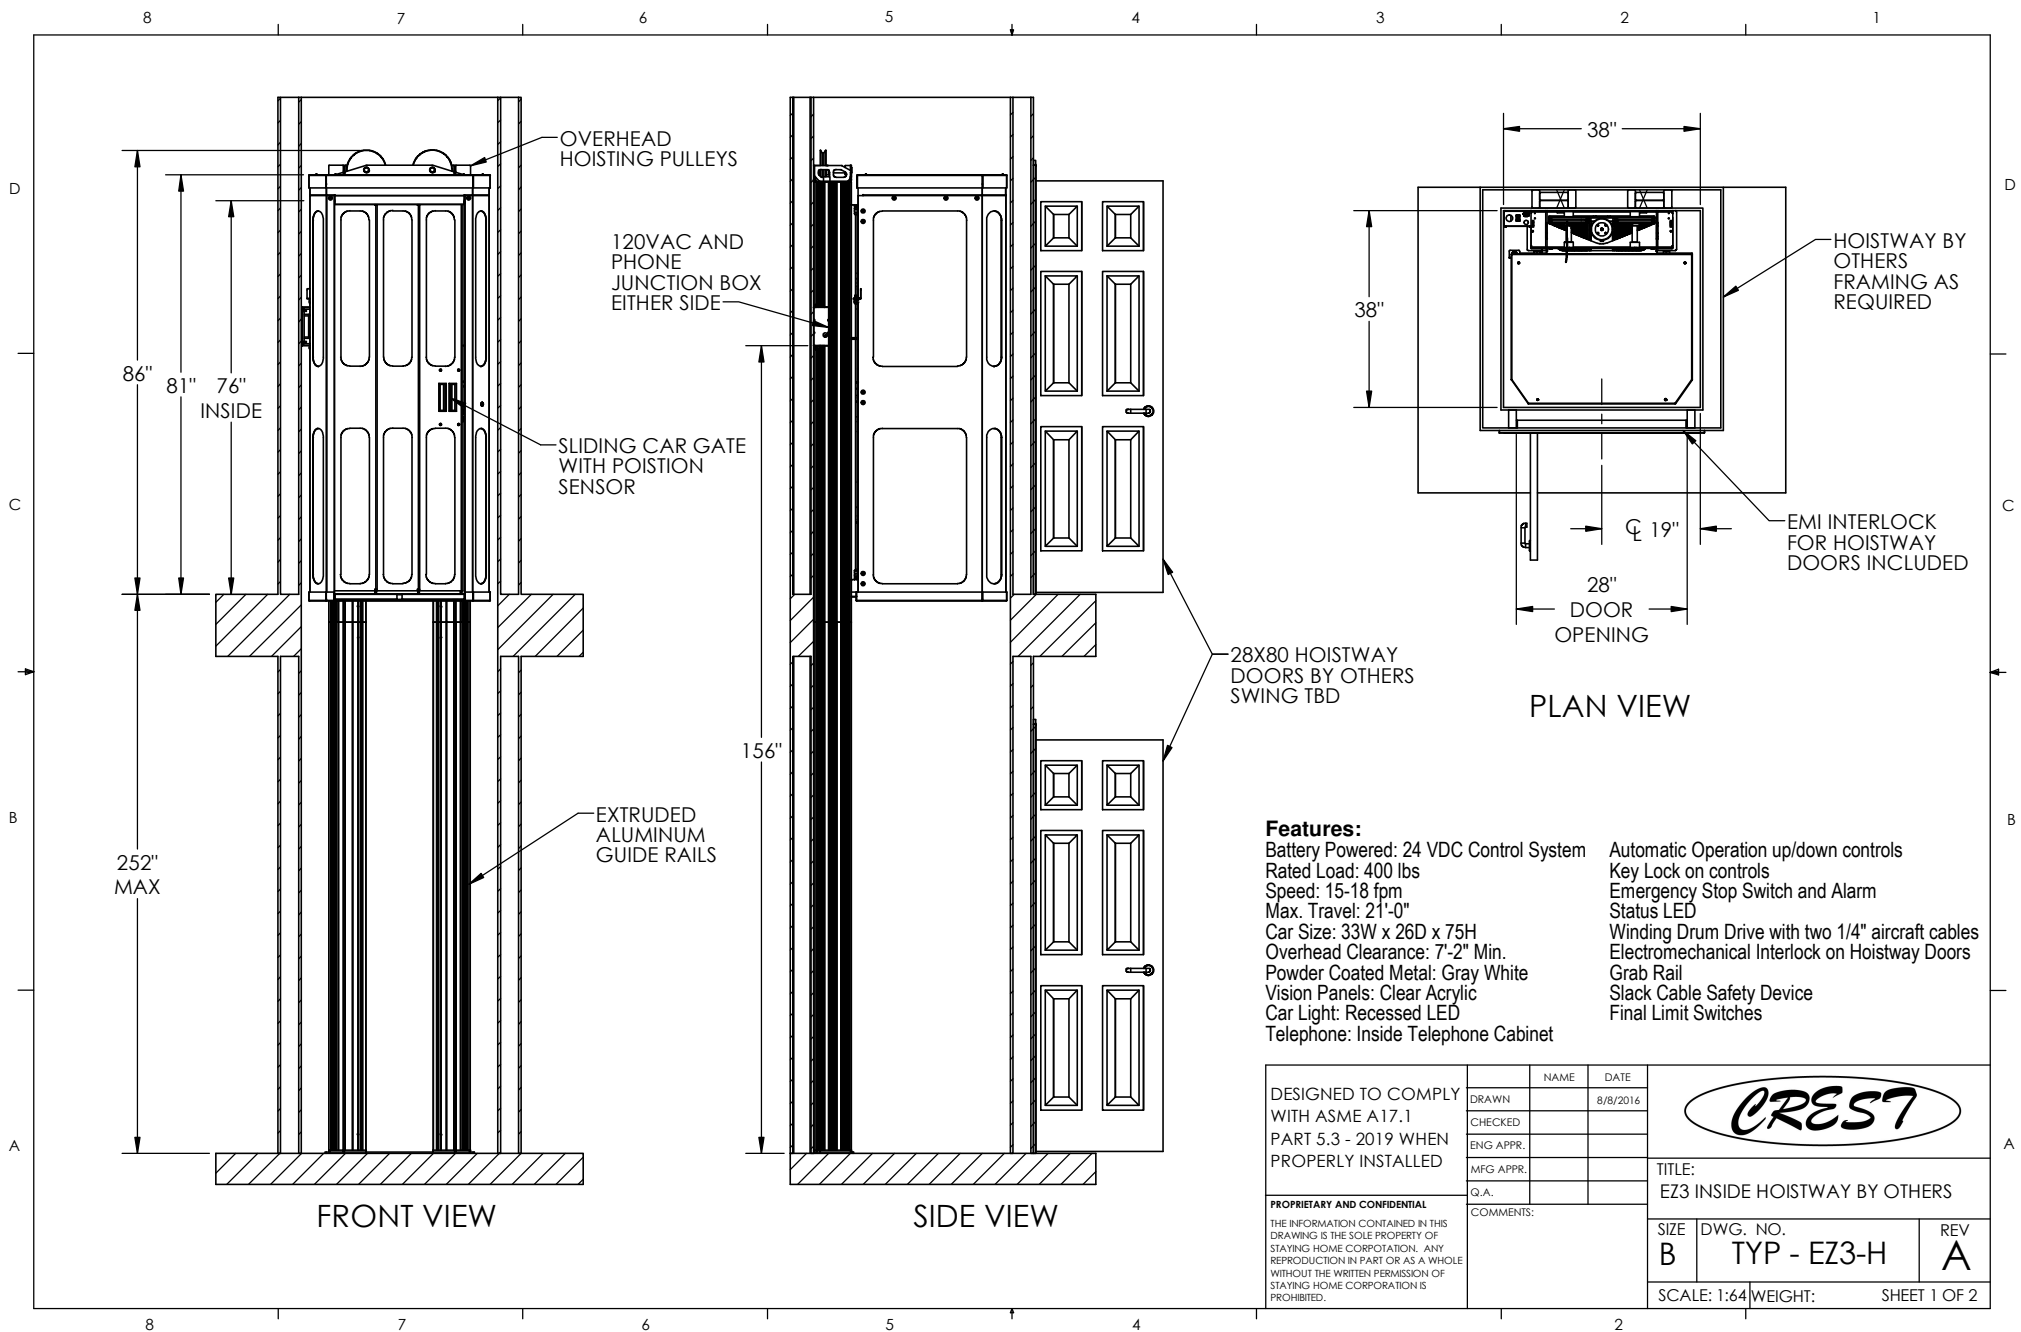 8 7 6 5 4 3 2 1
D
C
B
A
D
C
B
A
OVERHEAD
HOISTING PULLEYS
120VAC AND
PHONE
JUNCTION BOX
EITHER SIDE
86"
81"
76"
INSIDE
SLIDING CAR GATE
WITH POISTION
SENSOR
252"
MAX
EXTRUDED
ALUMINUM
GUIDE RAILS
FRONT VIEW
156"
28X80 HOISTWAY
DOORS BY OTHERS
SWING TBD
SIDE VIEW
38"
38"
HOISTWAY BY
OTHERS
FRAMING AS
REQUIRED
℄ 19"
EMI INTERLOCK
FOR HOISTWAY
DOORS INCLUDED
28"
DOOR
OPENING
PLAN VIEW
Features:
Battery Powered: 24 VDC Control System
Rated Load: 400 lbs
Speed: 15-18 fpm
Max. Travel: 21'-0"
Car Size: 33W x 26D x 75H
Overhead Clearance: 7'-2" Min.
Powder Coated Metal: Gray White
Vision Panels: Clear Acrylic
Car Light: Recessed LED
Telephone: Inside Telephone Cabinet
Automatic Operation up/down controls
Key Lock on controls
Emergency Stop Switch and Alarm
Status LED
Winding Drum Drive with two 1/4" aircraft cables
Electromechanical Interlock on Hoistway Doors
Grab Rail
Slack Cable Safety Device
Final Limit Switches
DESIGNED TO COMPLY
WITH ASME A17.1
PART 5.3 - 2019 WHEN
PROPERLY INSTALLED
PROPRIETARY AND CONFIDENTIAL
THE INFORMATION CONTAINED IN THIS
DRAWING IS THE SOLE PROPERTY OF
STAYING HOME CORPOTATION. ANY
REPRODUCTION IN PART OR AS A WHOLE
WITHOUT THE WRITTEN PERMISSION OF
STAYING HOME CORPORATION IS
PROHIBITED.
NAME DATE
DRAWN 8/8/2016
CHECKED
ENG APPR.
MFG APPR.
Q.A.
COMMENTS:
CREST
TITLE:
EZ3 INSIDE HOISTWAY BY OTHERS
SIZE
B
DWG. NO.
TYP - EZ3-H
REV
A
SCALE: 1:64 WEIGHT: SHEET 1 OF 2
8 7 6 5 4 2